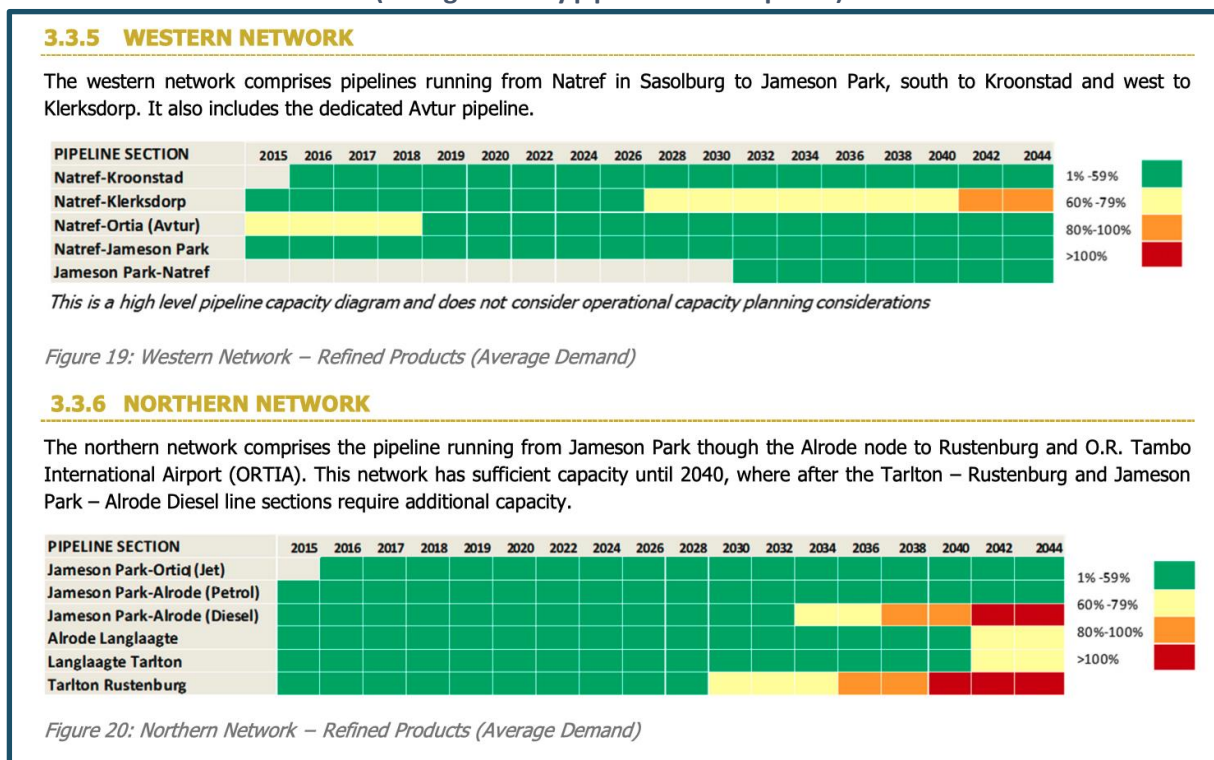 3.3.5 WESTERN NETWORK
The western network comprises pipelines running from Natref in Sasolburg to Jameson Park, south to Kroonstad and west to
Klerksdorp. It also includes the dedicated Avtur pipeline.
PIPELINE SECTION 2015 2016 2017 2018 2019 2020 2022 2024 2026 2028 2030 2032 2034 2036 2038 2040 2042 2044
Natref-Kroonstad
Natref-Klerksdorp
Natref-Ortia (Avtur)
Natref-Jameson Park
Jameson Park-Natref
1% -59%
60% -79%
80%-100%
>100%
This is a high level pipeline capacity diagram and does not consider operational capacity planning considerations
Figure 19: Western Network – Refined Products (Average Demand)
3.3.6 NORTHERN NETWORK
The northern network comprises the pipeline running from Jameson Park though the Alrode node to Rustenburg and O.R. Tambo
International Airport (ORTIA). This network has sufficient capacity until 2040, where after the Tarlton – Rustenburg and Jameson
Park – Alrode Diesel line sections require additional capacity.
PIPELINE SECTION 2015 2016 2017 2018 2019 2020 2022 2024 2026 2028 2030 2032 2034 2036 2038 2040 2042 2044
Jameson Park-Ortia (Jet)
Jameson Park-Alrode (Petrol)
Jameson Park-Alrode (Diesel)
Alrode Langlaagte
Langlaagte Tarlton
Tarlton Rustenburg
1% -59%
60% -79%
80%-100%
>100%
Figure 20: Northern Network – Refined Products (Average Demand)